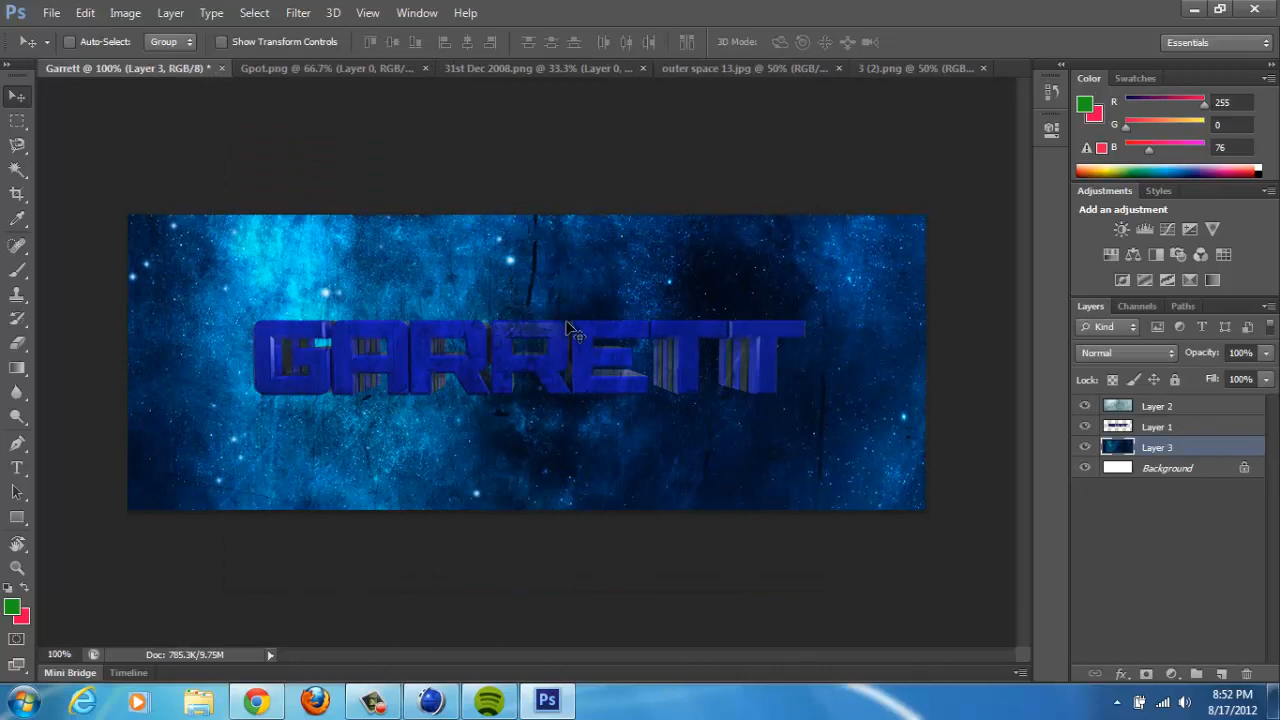 Ps File Edit Image Layer Type Select Filter 3D View Window Help
Auto-Select: Group Show Transform Controls 3D Mode: Essentials
Garrett @ 100% (Layer 3, RGB/8) * Gpot.png @ 66.7% (Layer 0, RGB/... 31st Dec 2008.png @ 33.3% (Layer 0, ... outer space 13.jpg @ 50% (RGB/... 3 (2).png @ 50% (RGB...
Color Swatches
R 255
G 0
B 76
Adjustments Styles
Add an adjustment
GARRETT
Layers Channels Paths
Kind
Normal Opacity: 100%
Lock: Fill: 100%
Layer 2
Layer 1
Layer 3
Background
100% Doc: 785.3K/9.75M
Mini Bridge Timeline
Ps
8:52 PM
8/17/2012